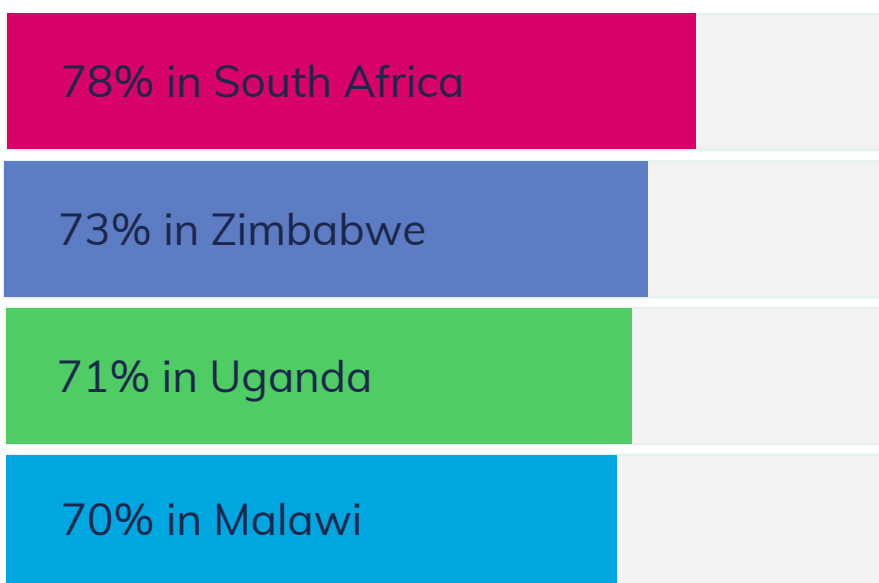 78% in South Africa
73% in Zimbabwe
71% in Uganda
70% in Malawi